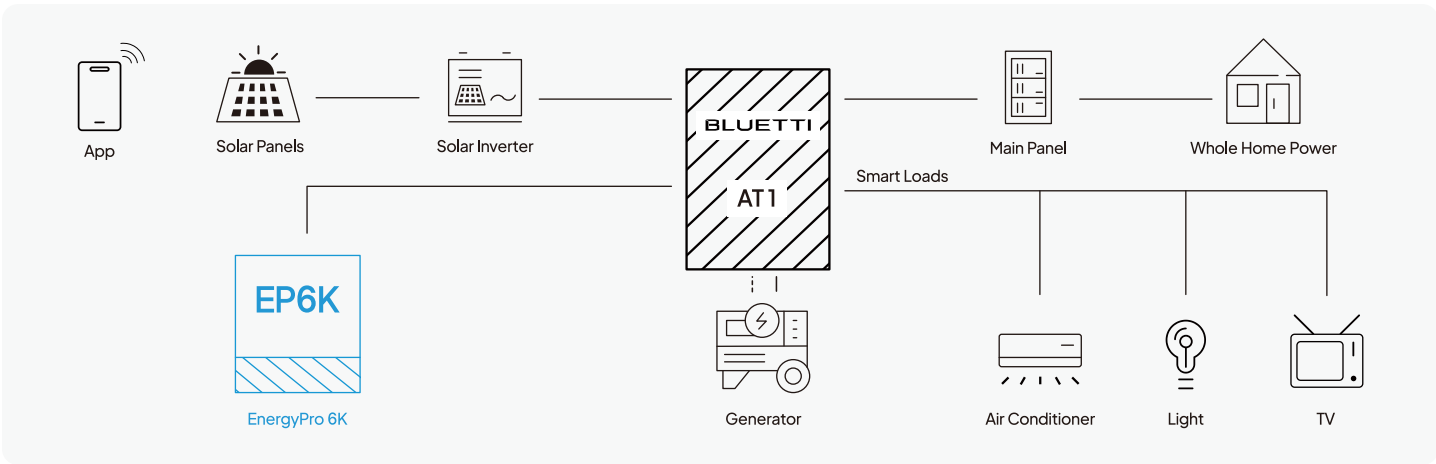 App
Solar Panels
Solar Inverter
BLUETTI
AT1
Main Panel
Whole Home Power
Smart Loads
EP6K
EnergyPro 6K
Generator
Air Conditioner
Light
TV